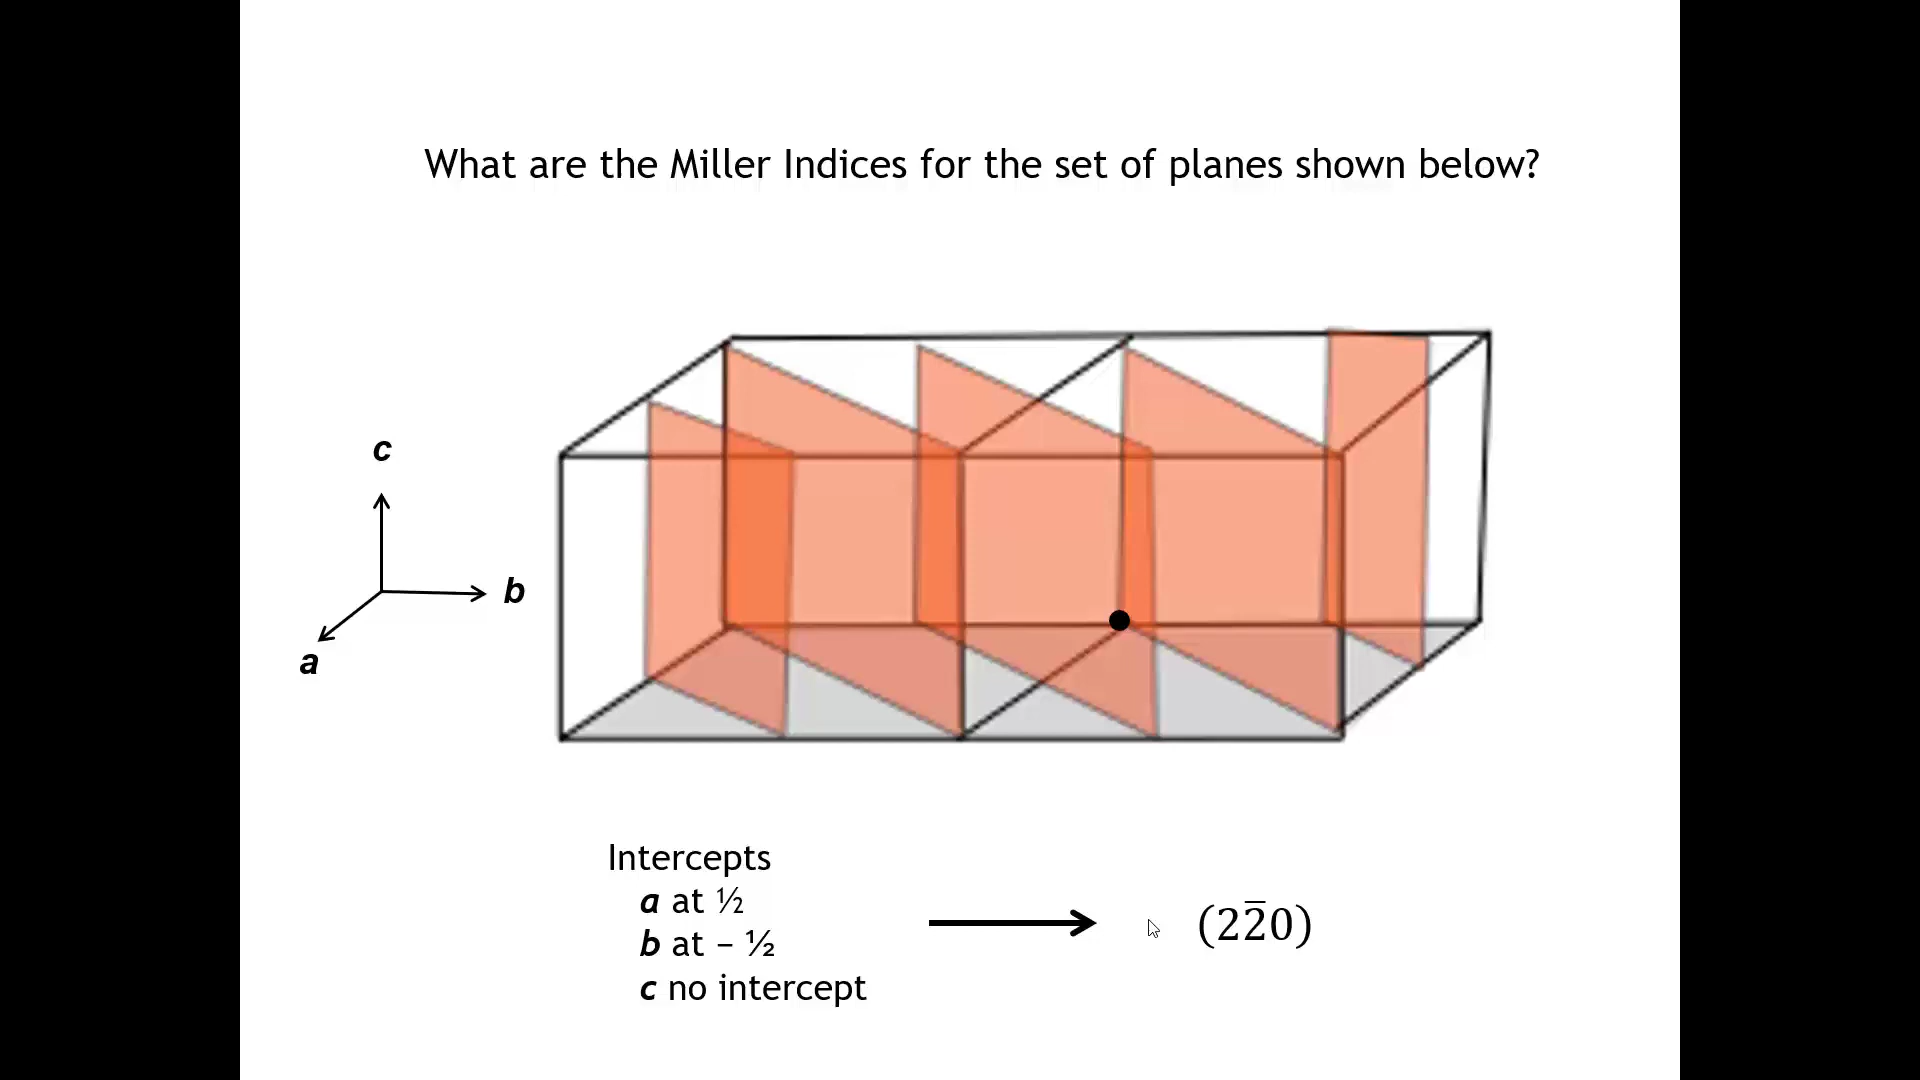 What are the Miller Indices for the set of planes shown below?
c
b
a
Intercepts
a at ½
b at – ½
c no intercept
(22̅0)